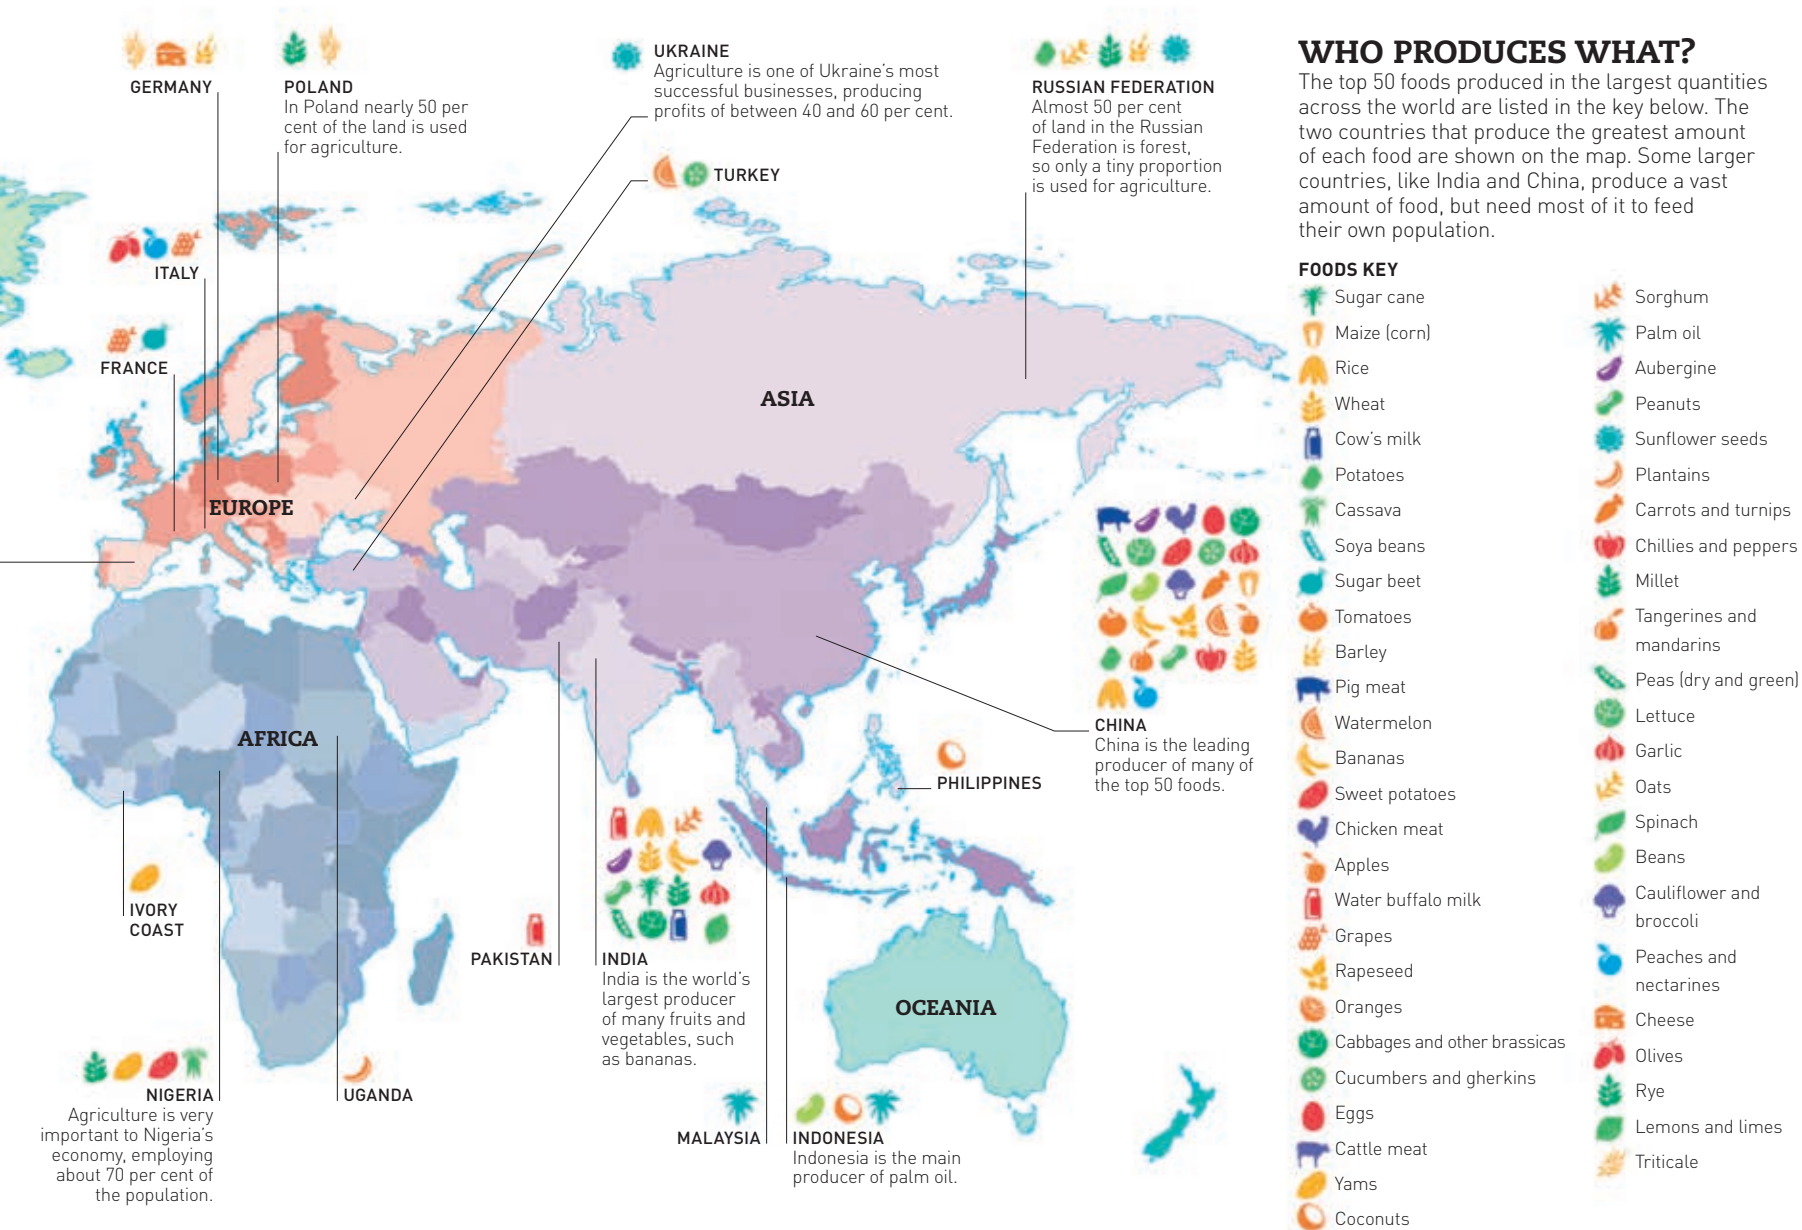 GERMANY
POLAND
In Poland nearly 50 per
cent of the land is used
for agriculture.
UKRAINE
Agriculture is one of Ukraine's most
successful businesses, producing
profits of between 40 and 60 per cent.
TURKEY
RUSSIAN FEDERATION
Almost 50 per cent
of land in the Russian
Federation is forest,
so only a tiny proportion
is used for agriculture.
ITALY
FRANCE
ASIA
EUROPE
AFRICA
CHINA
China is the leading
producer of many of
the top 50 foods.
PHILIPPINES
IVORY
COAST
PAKISTAN
INDIA
India is the world's
largest producer
of many fruits and
vegetables, such
as bananas.
OCEANIA
NIGERIA
Agriculture is very
important to Nigeria's
economy, employing
about 70 per cent of
the population.
UGANDA
MALAYSIA
INDONESIA
Indonesia is the main
producer of palm oil.
WHO PRODUCES WHAT?
The top 50 foods produced in the largest quantities
across the world are listed in the key below. The
two countries that produce the greatest amount
of each food are shown on the map. Some larger
countries, like India and China, produce a vast
amount of food, but need most of it to feed
their own population.
FOODS KEY
Sugar cane
Maize (corn)
Rice
Wheat
Cow's milk
Potatoes
Cassava
Soya beans
Sugar beet
Tomatoes
Barley
Pig meat
Watermelon
Bananas
Sweet potatoes
Chicken meat
Apples
Water buffalo milk
Grapes
Rapeseed
Oranges
Cabbages and other brassicas
Cucumbers and gherkins
Eggs
Cattle meat
Yams
Coconuts
Sorghum
Palm oil
Aubergine
Peanuts
Sunflower seeds
Plantains
Carrots and turnips
Chillies and peppers
Millet
Tangerines and
mandarins
Peas (dry and green)
Lettuce
Garlic
Oats
Spinach
Beans
Cauliflower and
broccoli
Peaches and
nectarines
Cheese
Olives
Rye
Lemons and limes
Triticale